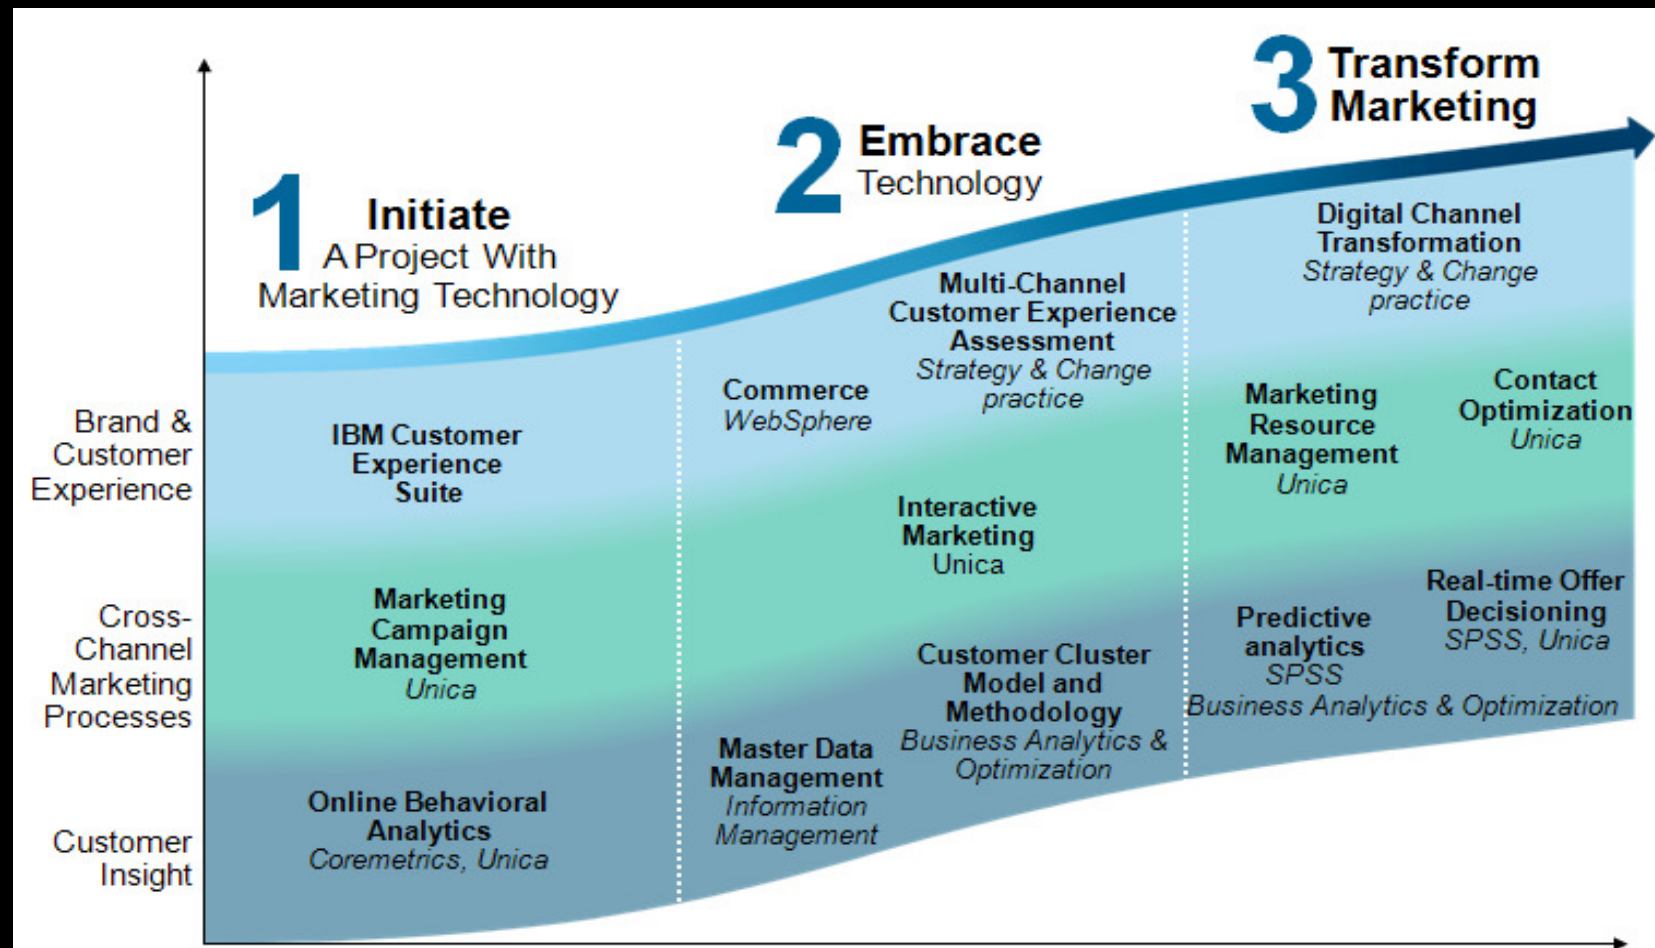 1
Initiate
A Project With
Marketing Technology
2
Embrace
Technology
3
Transform
Marketing
Brand &
Customer
Experience
IBM Customer
Experience
Suite
Commerce
WebSphere
Multi-Channel
Customer Experience
Assessment
Strategy & Change
practice
Digital Channel
Transformation
Strategy & Change
practice
Cross-
Channel
Marketing
Processes
Marketing
Campaign
Management
Unica
Interactive
Marketing
Unica
Marketing
Resource
Management
Unica
Contact
Optimization
Unica
Customer
Insight
Online Behavioral
Analytics
Coremetrics, Unica
Master Data
Management
Information
Management
Customer Cluster
Model and
Methodology
Business Analytics &
Optimization
Predictive
analytics
SPSS
Business Analytics & Optimization
Real-time Offer
Decisioning
SPSS, Unica